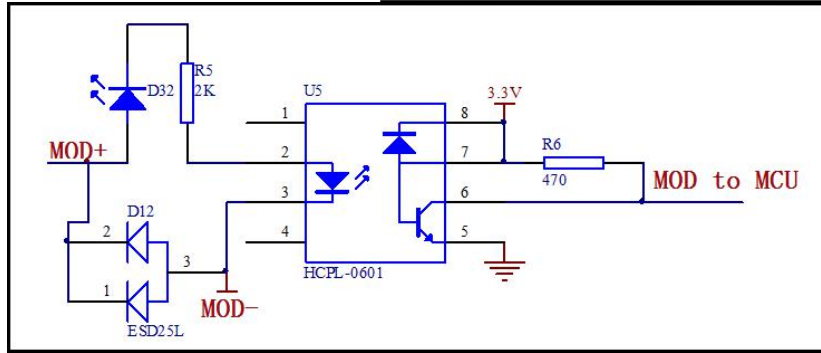 R5
D32
2K
U5
3.3V
1
8
MOD+
2
7
R6
470
MOD to MCU
3
6
D12
2
4
5
3
HCPL-0601
1
MOD-
ESD25L